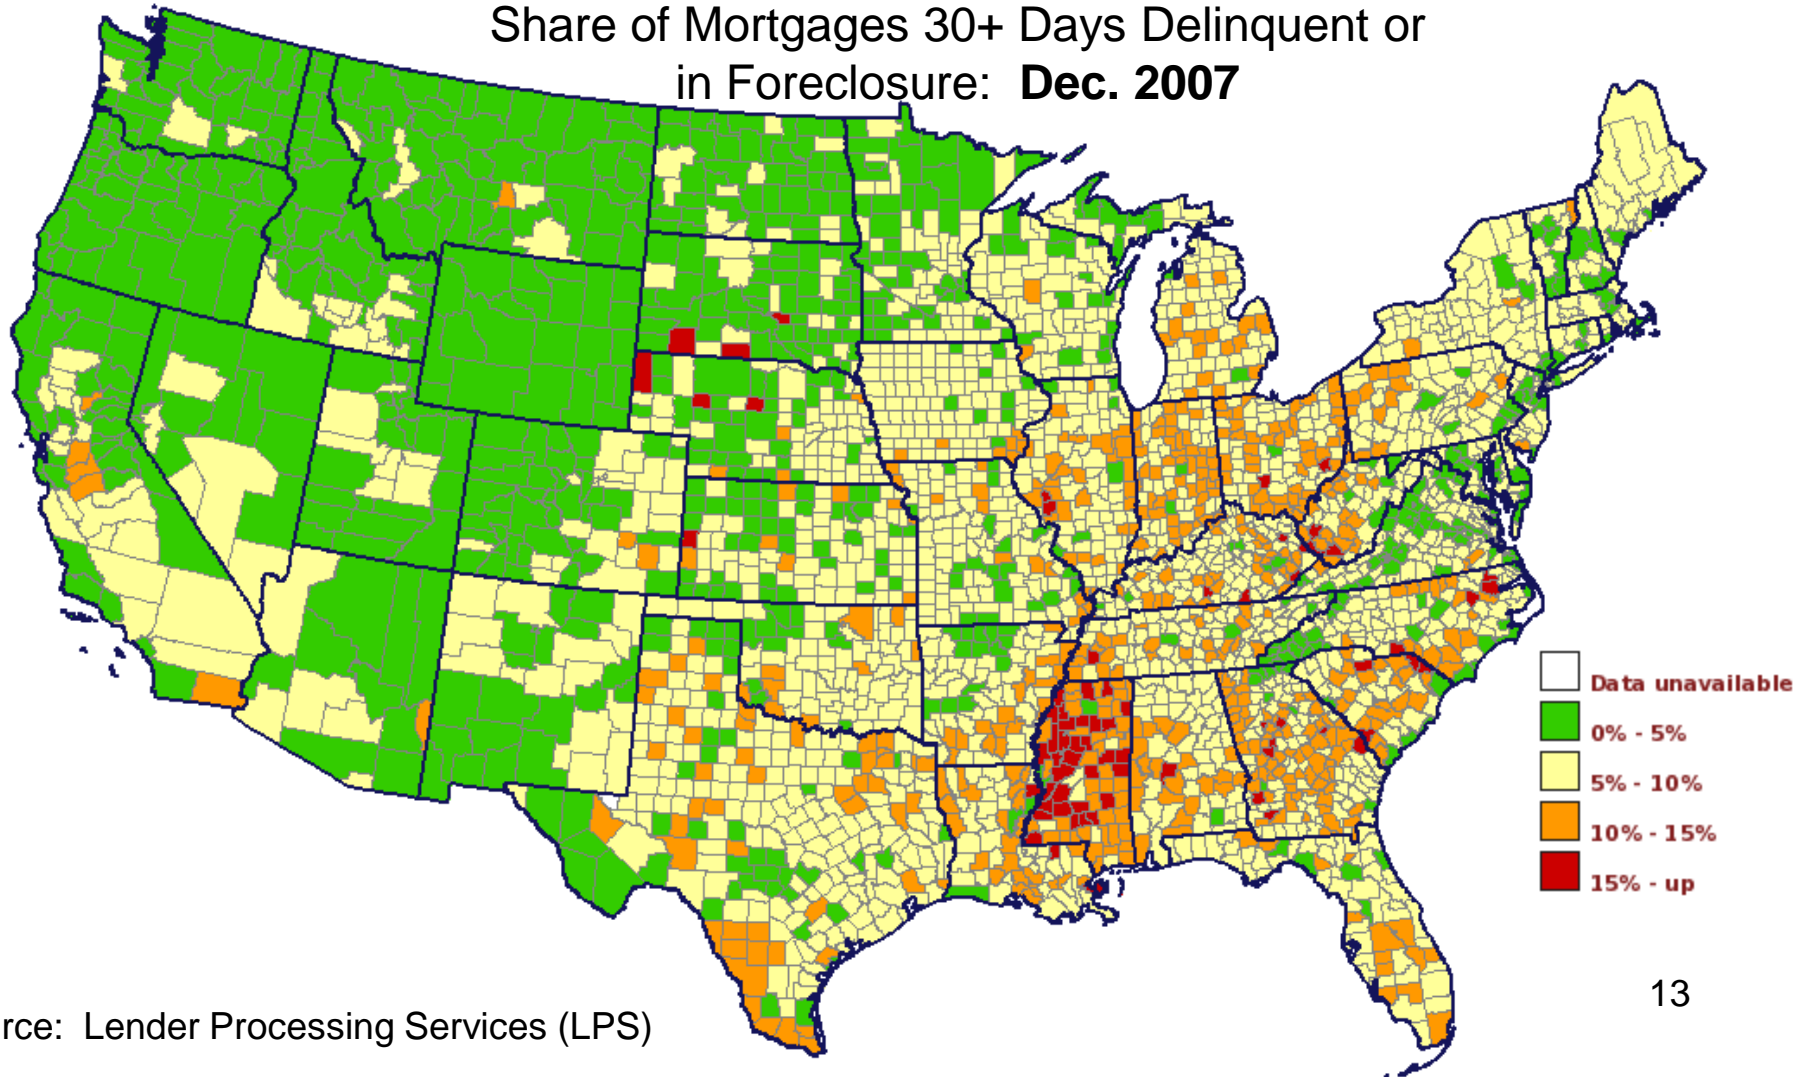 Share of Mortgages 30+ Days Delinquent or
in Foreclosure: Dec. 2007
Data unavailable
0% - 5%
5% - 10%
10% - 15%
15% - up
13
rce: Lender Processing Services (LPS)